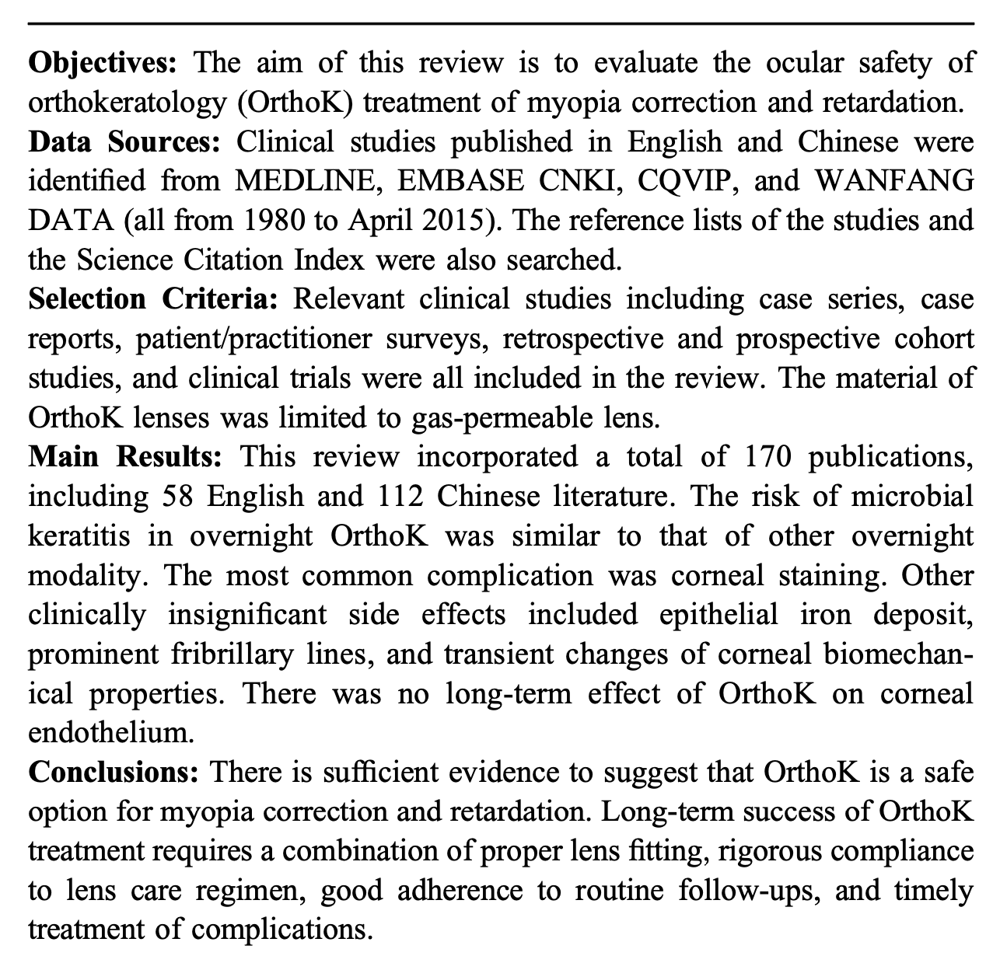 Objectives: The aim of this review is to evaluate the ocular safety of
orthokeratology (OrthoK) treatment of myopia correction and retardation.
Data Sources: Clinical studies published in English and Chinese were
identified from MEDLINE, EMBASE CNKI, CQVIP, and WANFANG
DATA (all from 1980 to April 2015). The reference lists of the studies and
the Science Citation Index were also searched.
Selection Criteria: Relevant clinical studies including case series, case
reports, patient/practitioner surveys, retrospective and prospective cohort
studies, and clinical trials were all included in the review. The material of
OrthoK lenses was limited to gas-permeable lens.
Main Results: This review incorporated a total of 170 publications,
including 58 English and 112 Chinese literature. The risk of microbial
keratitis in overnight OrthoK was similar to that of other overnight
modality. The most common complication was corneal staining. Other
clinically insignificant side effects included epithelial iron deposit,
prominent fribrillary lines, and transient changes of corneal biomechan-
ical properties. There was no long-term effect of OrthoK on corneal
endothelium.
Conclusions: There is sufficient evidence to suggest that OrthoK is a safe
option for myopia correction and retardation. Long-term success of OrthoK
treatment requires a combination of proper lens fitting, rigorous compliance
to lens care regimen, good adherence to routine follow-ups, and timely
treatment of complications.